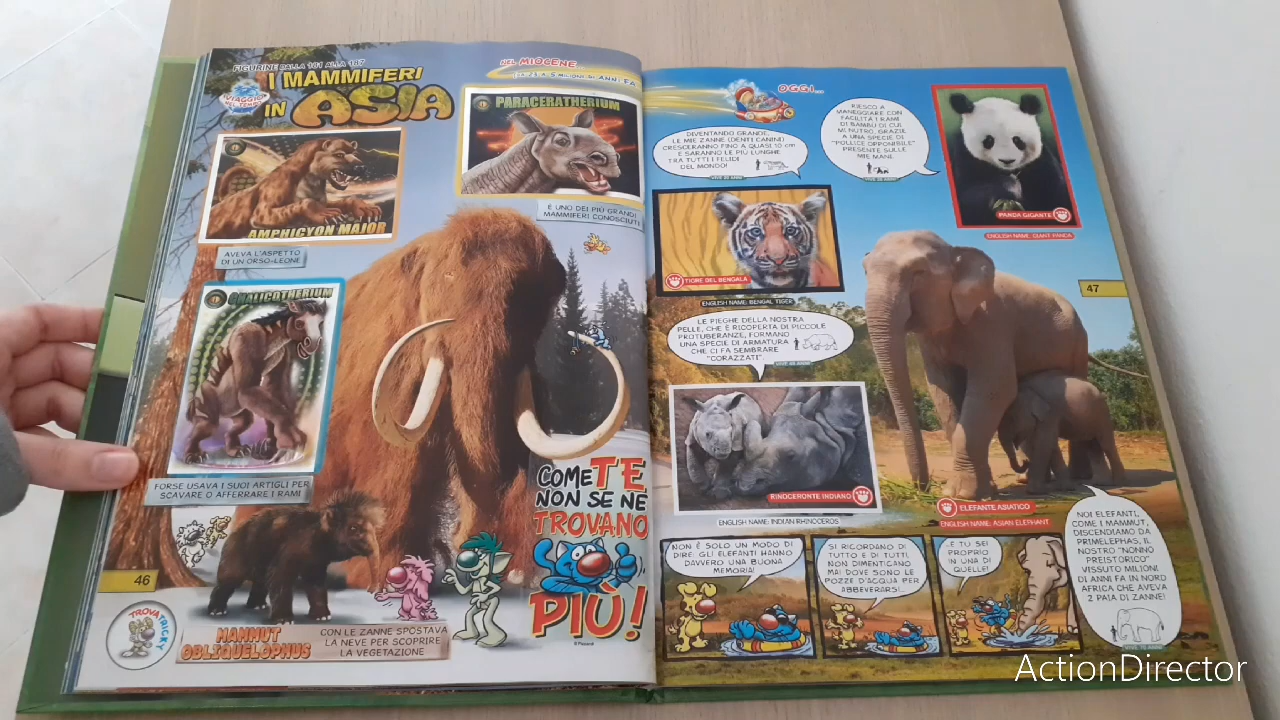 FIGURINE DALLA 181 ALLA 187
I MAMMIFERI
IN ASIA
VIAGGIO
NEL TEMPO
NEL MIOCENE...
AMPHICYON MAJOR
AVEVA L'ASPETTO
DI UN ORSO-LEONE
PARACERATHERIUM
È UNO DEI PIÙ GRANDI
MAMMIFERI CONOSCIUTI
CHALICOTHERIUM
FORSE USAVA I SUOI ARTIGLI PER
SCAVARE O AFFERRARE I RAMI
COME TE
NON SE NE
TROVANO
PIÙ!
46
TROVA TRICKY
MAMMUT
OBLIQUELOPHUS
CON LE ZANNE SPOSTAVA
LA NEVE PER SCOPRIRE
LA VEGETAZIONE
OGGI...
DIVENTANDO GRANDE,
LE MIE ZANNE (DENTI CANINI)
CRESCERANNO FINO A QUASI 10 cm
E SARANNO LE PIÙ LUNGHE
TRA TUTTI I FELIDI
DEL MONDO!
RIESCO A
MANEGGIARE CON
FACILITÀ I RAMI
DI BAMBÙ DI CUI
MI NUTRO, GRAZIE
A UNA SPECIE DI
"POLLICE OPPONIBILE"
PRESENTE SULLE
MIE MANI.
PANDA GIGANTE
ENGLISH NAME: GIANT PANDA
TIGRE DEL BENGALA
ENGLISH NAME: BENGAL TIGER
47
LE PIEGHE DELLA NOSTRA
PELLE, CHE È RICOPERTA DI PICCOLE
PROTUBERANZE, FORMANO
UNA SPECIE DI ARMATURA
CHE CI FA SEMBRARE
"CORAZZATI".
RINOCERONTE INDIANO
ENGLISH NAME: INDIAN RHINOCEROS
ELEFANTE ASIATICO
ENGLISH NAME: ASIAN ELEPHANT
NON È SOLO UN MODO DI
DIRE: GLI ELEFANTI HANNO
DAVVERO UNA BUONA
MEMORIA!
SI RICORDANO DI
TUTTO E DI TUTTI.
NON DIMENTICANO
MAI DOVE SONO LE
POZZE D'ACQUA PER
ABBEVERARSI...
...E TU SEI
PROPRIO
IN UNA DI
QUELLE!
NOI ELEFANTI,
COME I MAMMUT,
DISCENDIAMO DA
PRIMELEPHAS, IL
NOSTRO "NONNO
PREISTORICO"
VISSUTO MILIONI
DI ANNI FA IN NORD
AFRICA CHE AVEVA
2 PAIA DI ZANNE!
ActionDirector